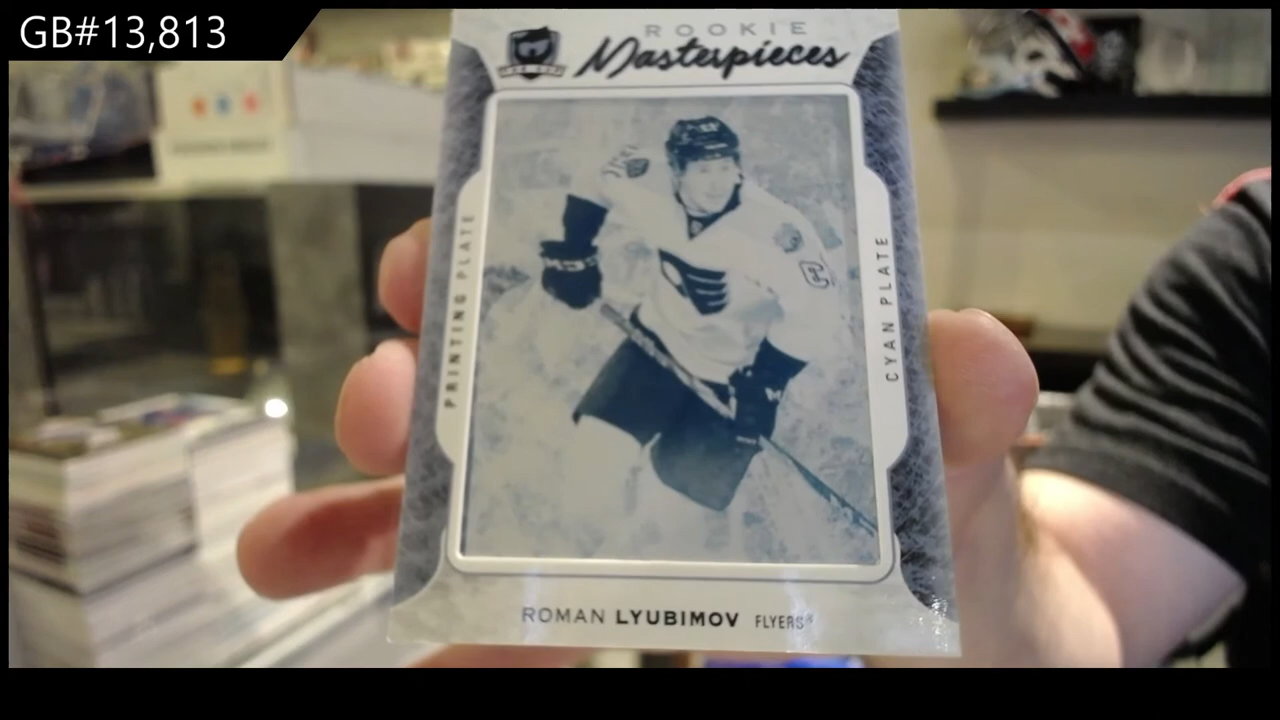 GB#13,813
ROOKIE
Masterpieces
PRINTING PLATE
CYAN PLATE
ROMAN LYUBIMOV FLYERS